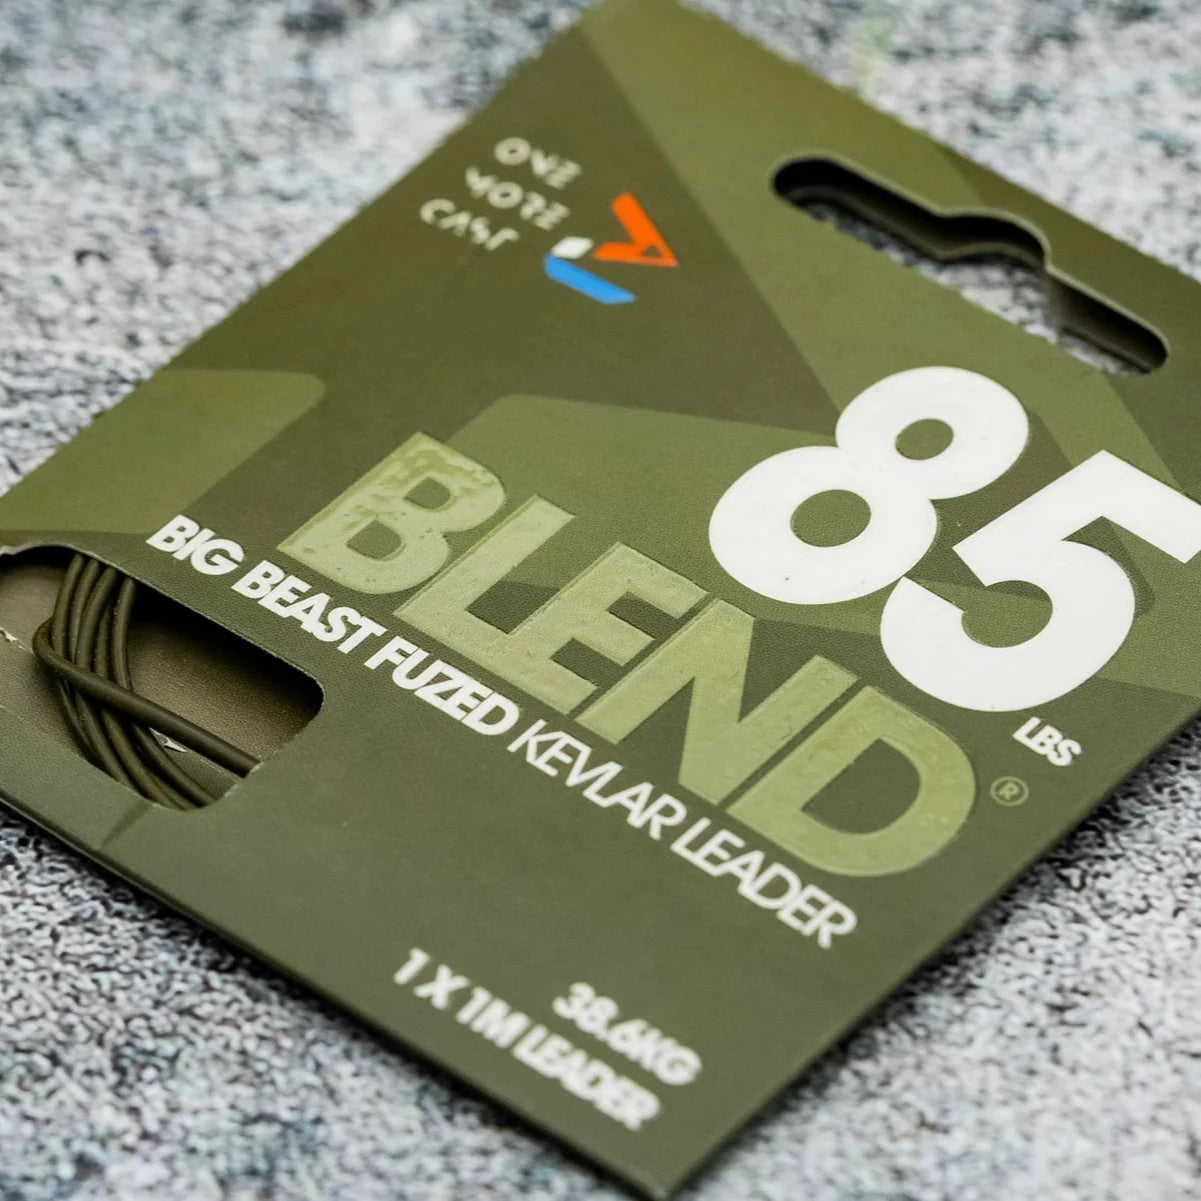 ONE
MORE
CAST
85
LBS
BLEND®
BIG BEAST FUZED KEVLAR LEADER
38.6KG
1 X 1M LEADER